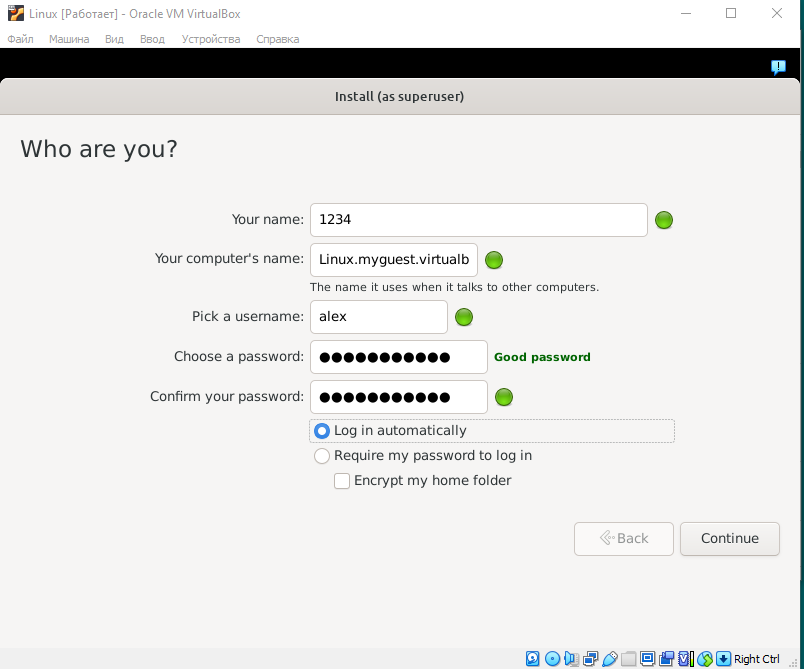 Linux [Работает] - Oracle VM VirtualBox
Файл Машина Вид Ввод Устройства Справка
Install (as superuser)
Who are you?
Your name: 1234
Your computer's name: Linux.myguest.virtualb
The name it uses when it talks to other computers.
Pick a username: alex
Choose a password: ●●●●●●●●●●● Good password
Confirm your password: ●●●●●●●●●●●
Log in automatically
Require my password to log in
Encrypt my home folder
Back Continue
Right Ctrl